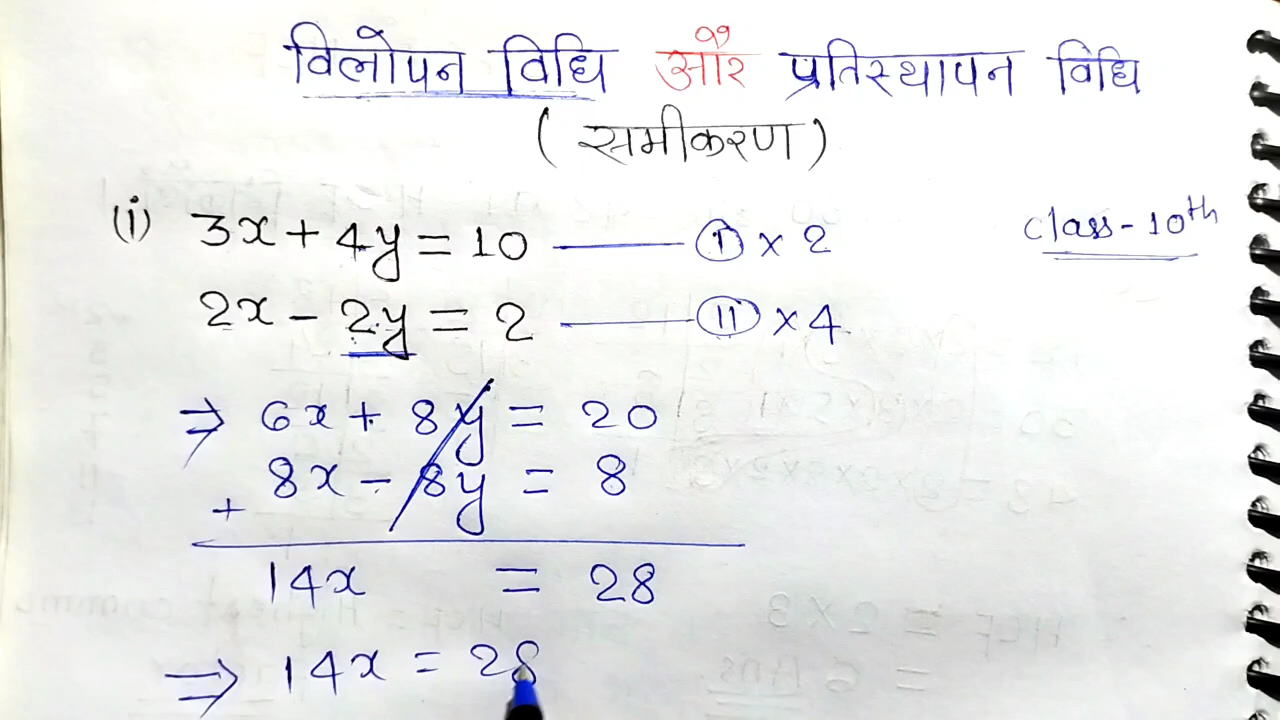 विलोपन विधि और प्रतिस्थापन विधि
(समीकरण)
Class - 10th
(i) 3x + 4y = 10 —— (I) × 2
2x - 2y = 2 —— (II) × 4
⇒ 6x + 8y = 20
+ 8x - 8y = 8
14x = 28
⇒ 14x = 28